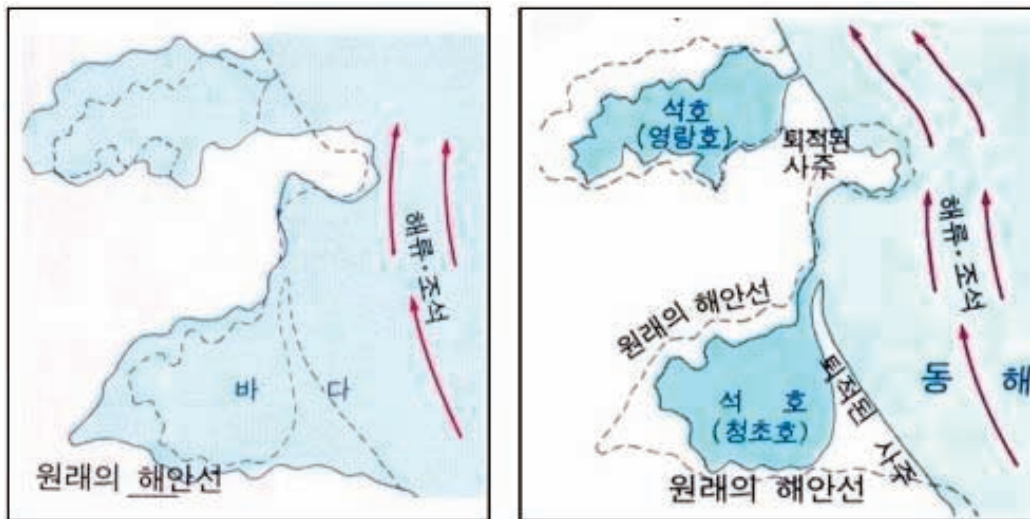 해류·조석
바 다
원래의 해안선
석호
(영랑호)
퇴적된
사주
해류·조석
원래의 해안선
동 해
석 호
(청초호)
퇴적된 사주
원래의 해안선